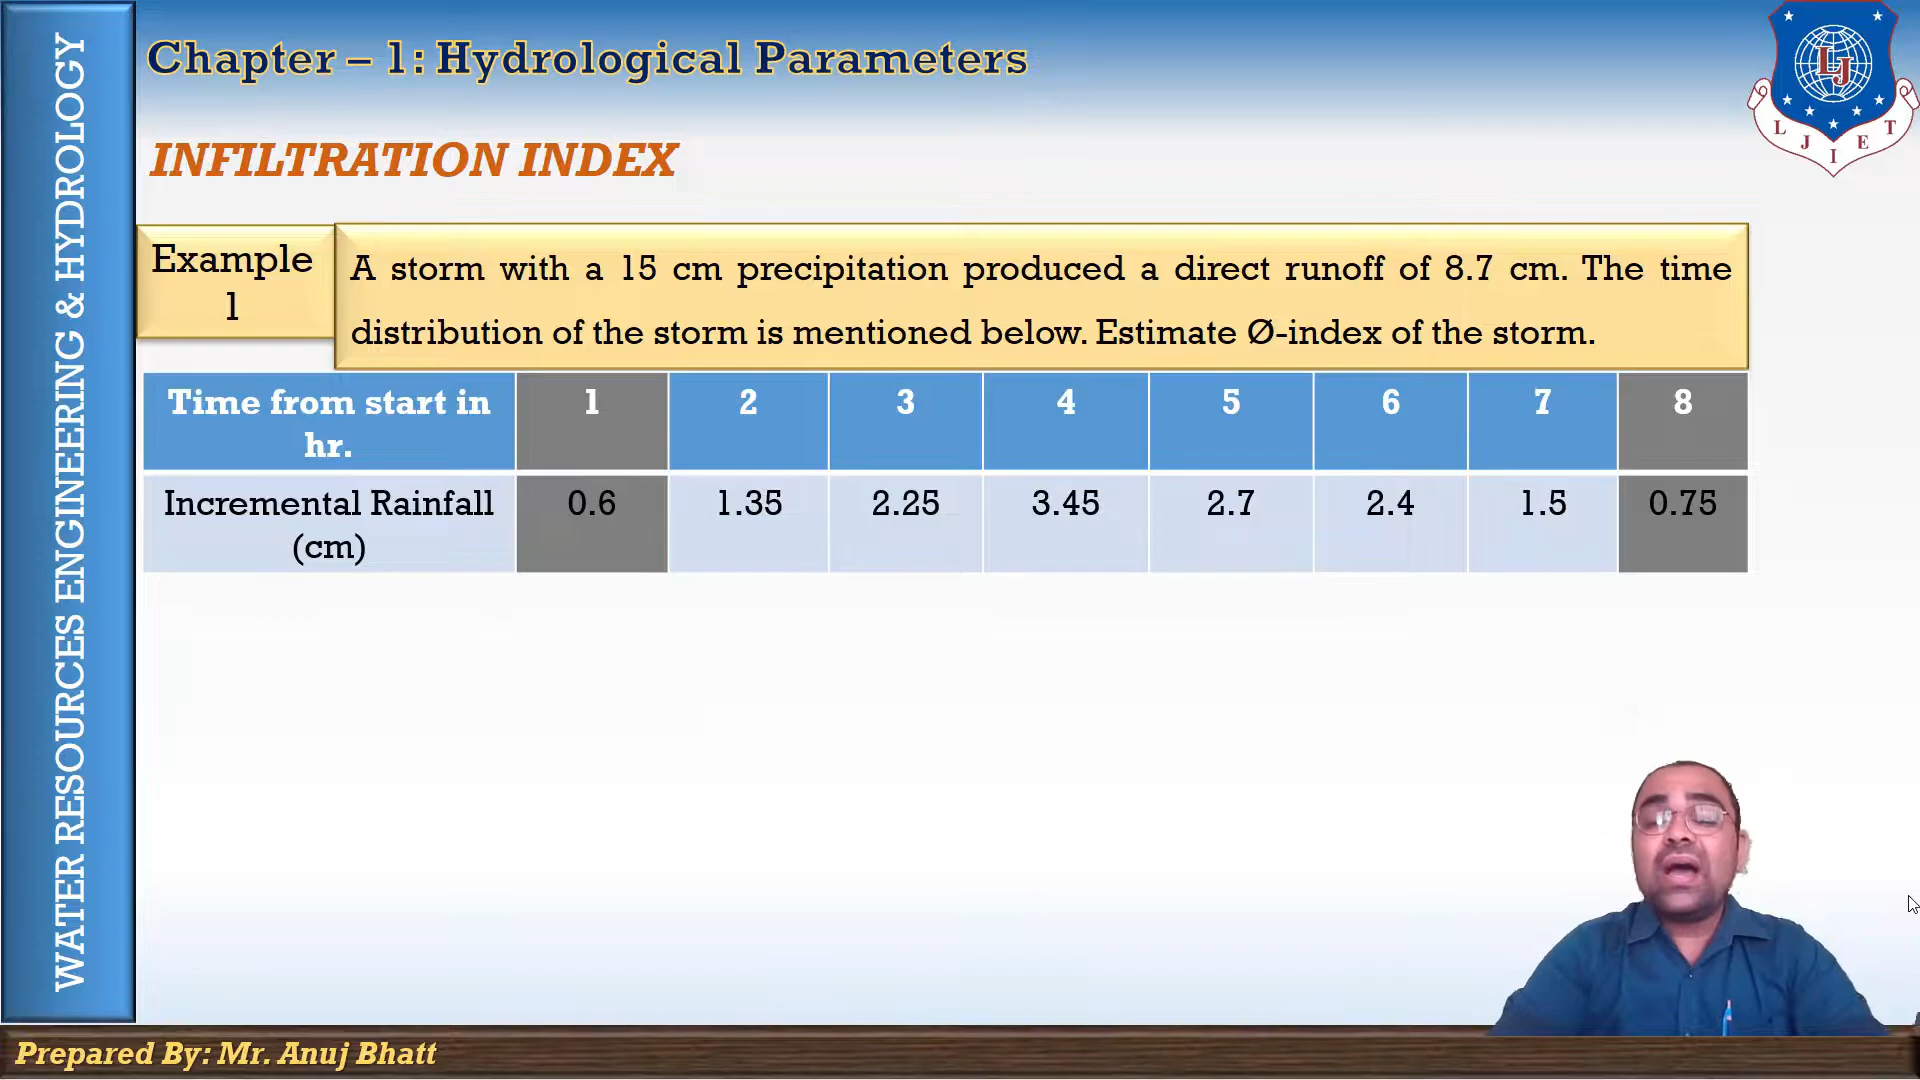 Chapter – 1: Hydrological Parameters
INFILTRATION INDEX
WATER RESOURCES ENGINEERING & HYDROLOGY
LJ
L J I E T
Example
1
A storm with a 15 cm precipitation produced a direct runoff of 8.7 cm. The time
distribution of the storm is mentioned below. Estimate Ø-index of the storm.
Time from start in hr. 1 2 3 4 5 6 7 8
Incremental Rainfall (cm) 0.6 1.35 2.25 3.45 2.7 2.4 1.5 0.75
Prepared By: Mr. Anuj Bhatt